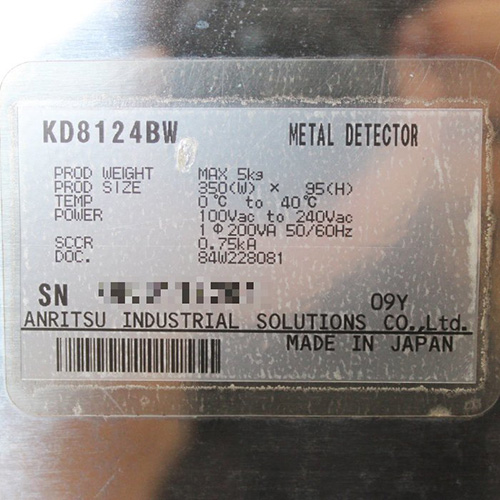 KD8124BW METAL DETECTOR
PROD WEIGHT MAX 5kg
PROD SIZE 350(W) × 95(H)
TEMP 0℃ to 40℃
POWER 100Vac to 240Vac
1Φ200VA 50/60Hz
SCCR 0.75kA
DOC. 84W228081
SN
09Y
ANRITSU INDUSTRIAL SOLUTIONS CO.,Ltd.
MADE IN JAPAN